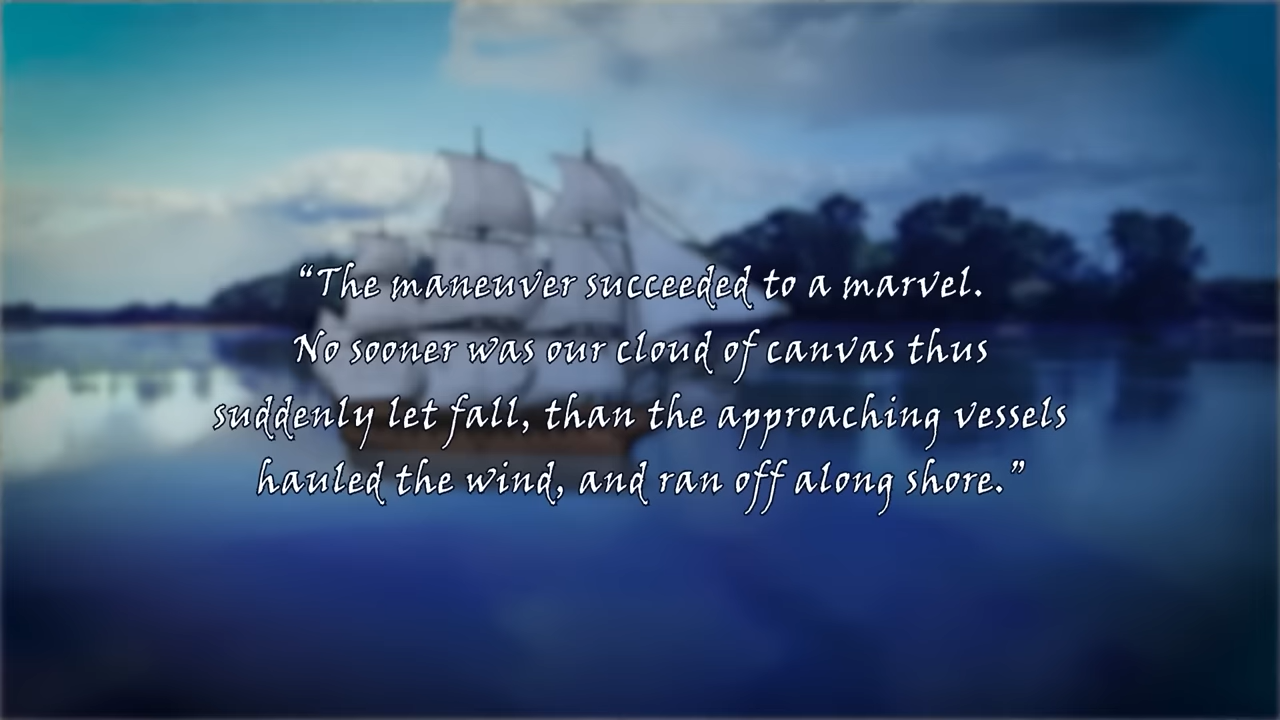 “The maneuver succeeded to a marvel.
No sooner was our cloud of canvas thus
suddenly let fall, than the approaching vessels
hauled the wind, and ran off along shore.”